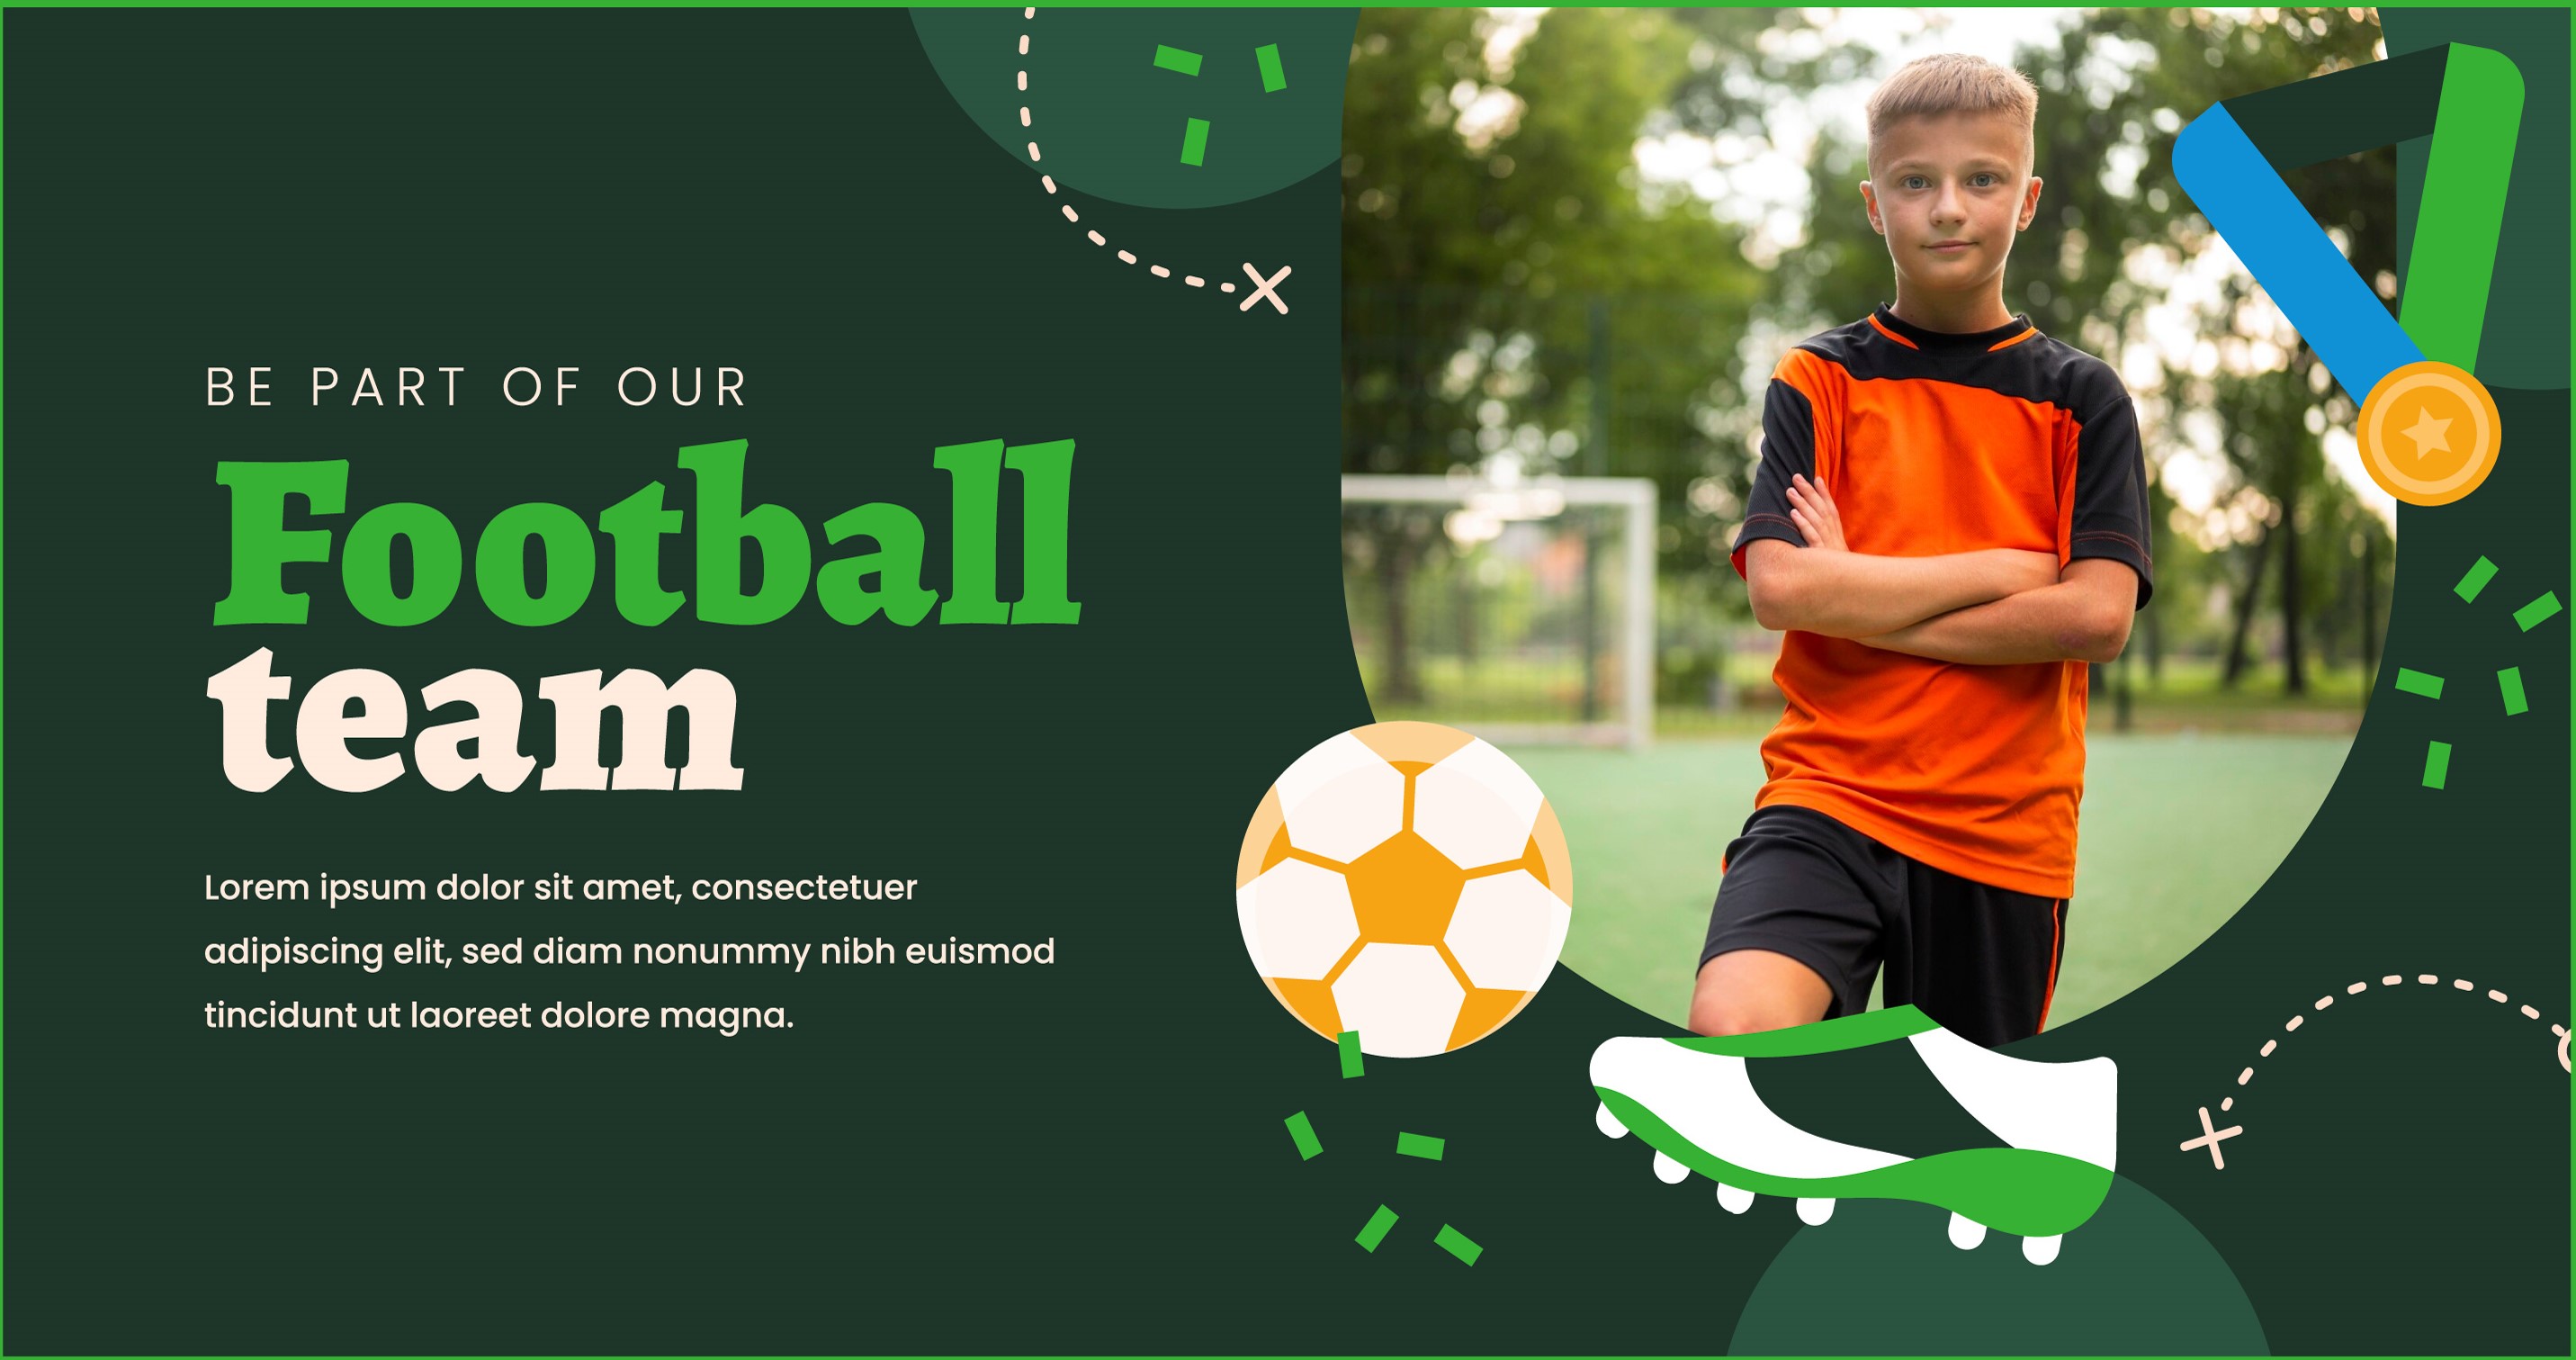 BE PART OF OUR
Football
team
Lorem ipsum dolor sit amet, consectetuer
adipiscing elit, sed diam nonummy nibh euismod
tincidunt ut laoreet dolore magna.